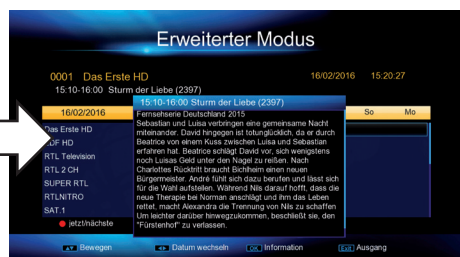 Erweiterter Modus
0001 Das Erste HD
16/02/2016 15:20:27
15:10-16:00 Sturm der Liebe (2397)
16/02/2016
So Mo
Das Erste HD
ZDF HD
RTL Television
RTL 2 CH
SUPER RTL
RTLNITRO
SAT.1
15:10-16:00 Sturm der Liebe (2397)
Fernsehserie Deutschland 2015
Sebastian und Luisa verbringen eine gemeinsame Nacht
miteinander. David hingegen ist totunglücklich, da er durch
Beatrice von einem Kuss zwischen Luisa und Sebastian
erfahren hat. Beatrice schlägt David vor, sich wenigstens
noch Luisas Geld unter den Nagel zu reißen. Nach
Charlottes Rücktritt braucht Bichlheim einen neuen
Bürgermeister. André fühlt sich dazu berufen und lässt sich
für die Wahl aufstellen. Während Nils darauf hofft, dass die
neue Therapie bei Norman anschlägt und ihm das Leben
rettet, macht Alexandra die Trennung von Nils zu schaffen
Um leichter darüber hinwegzukommen, beschließt sie, den
"Fürstenhof" zu verlassen.
jetzt/nächste
Bewegen Datum wechseln OK Information Exit Ausgang